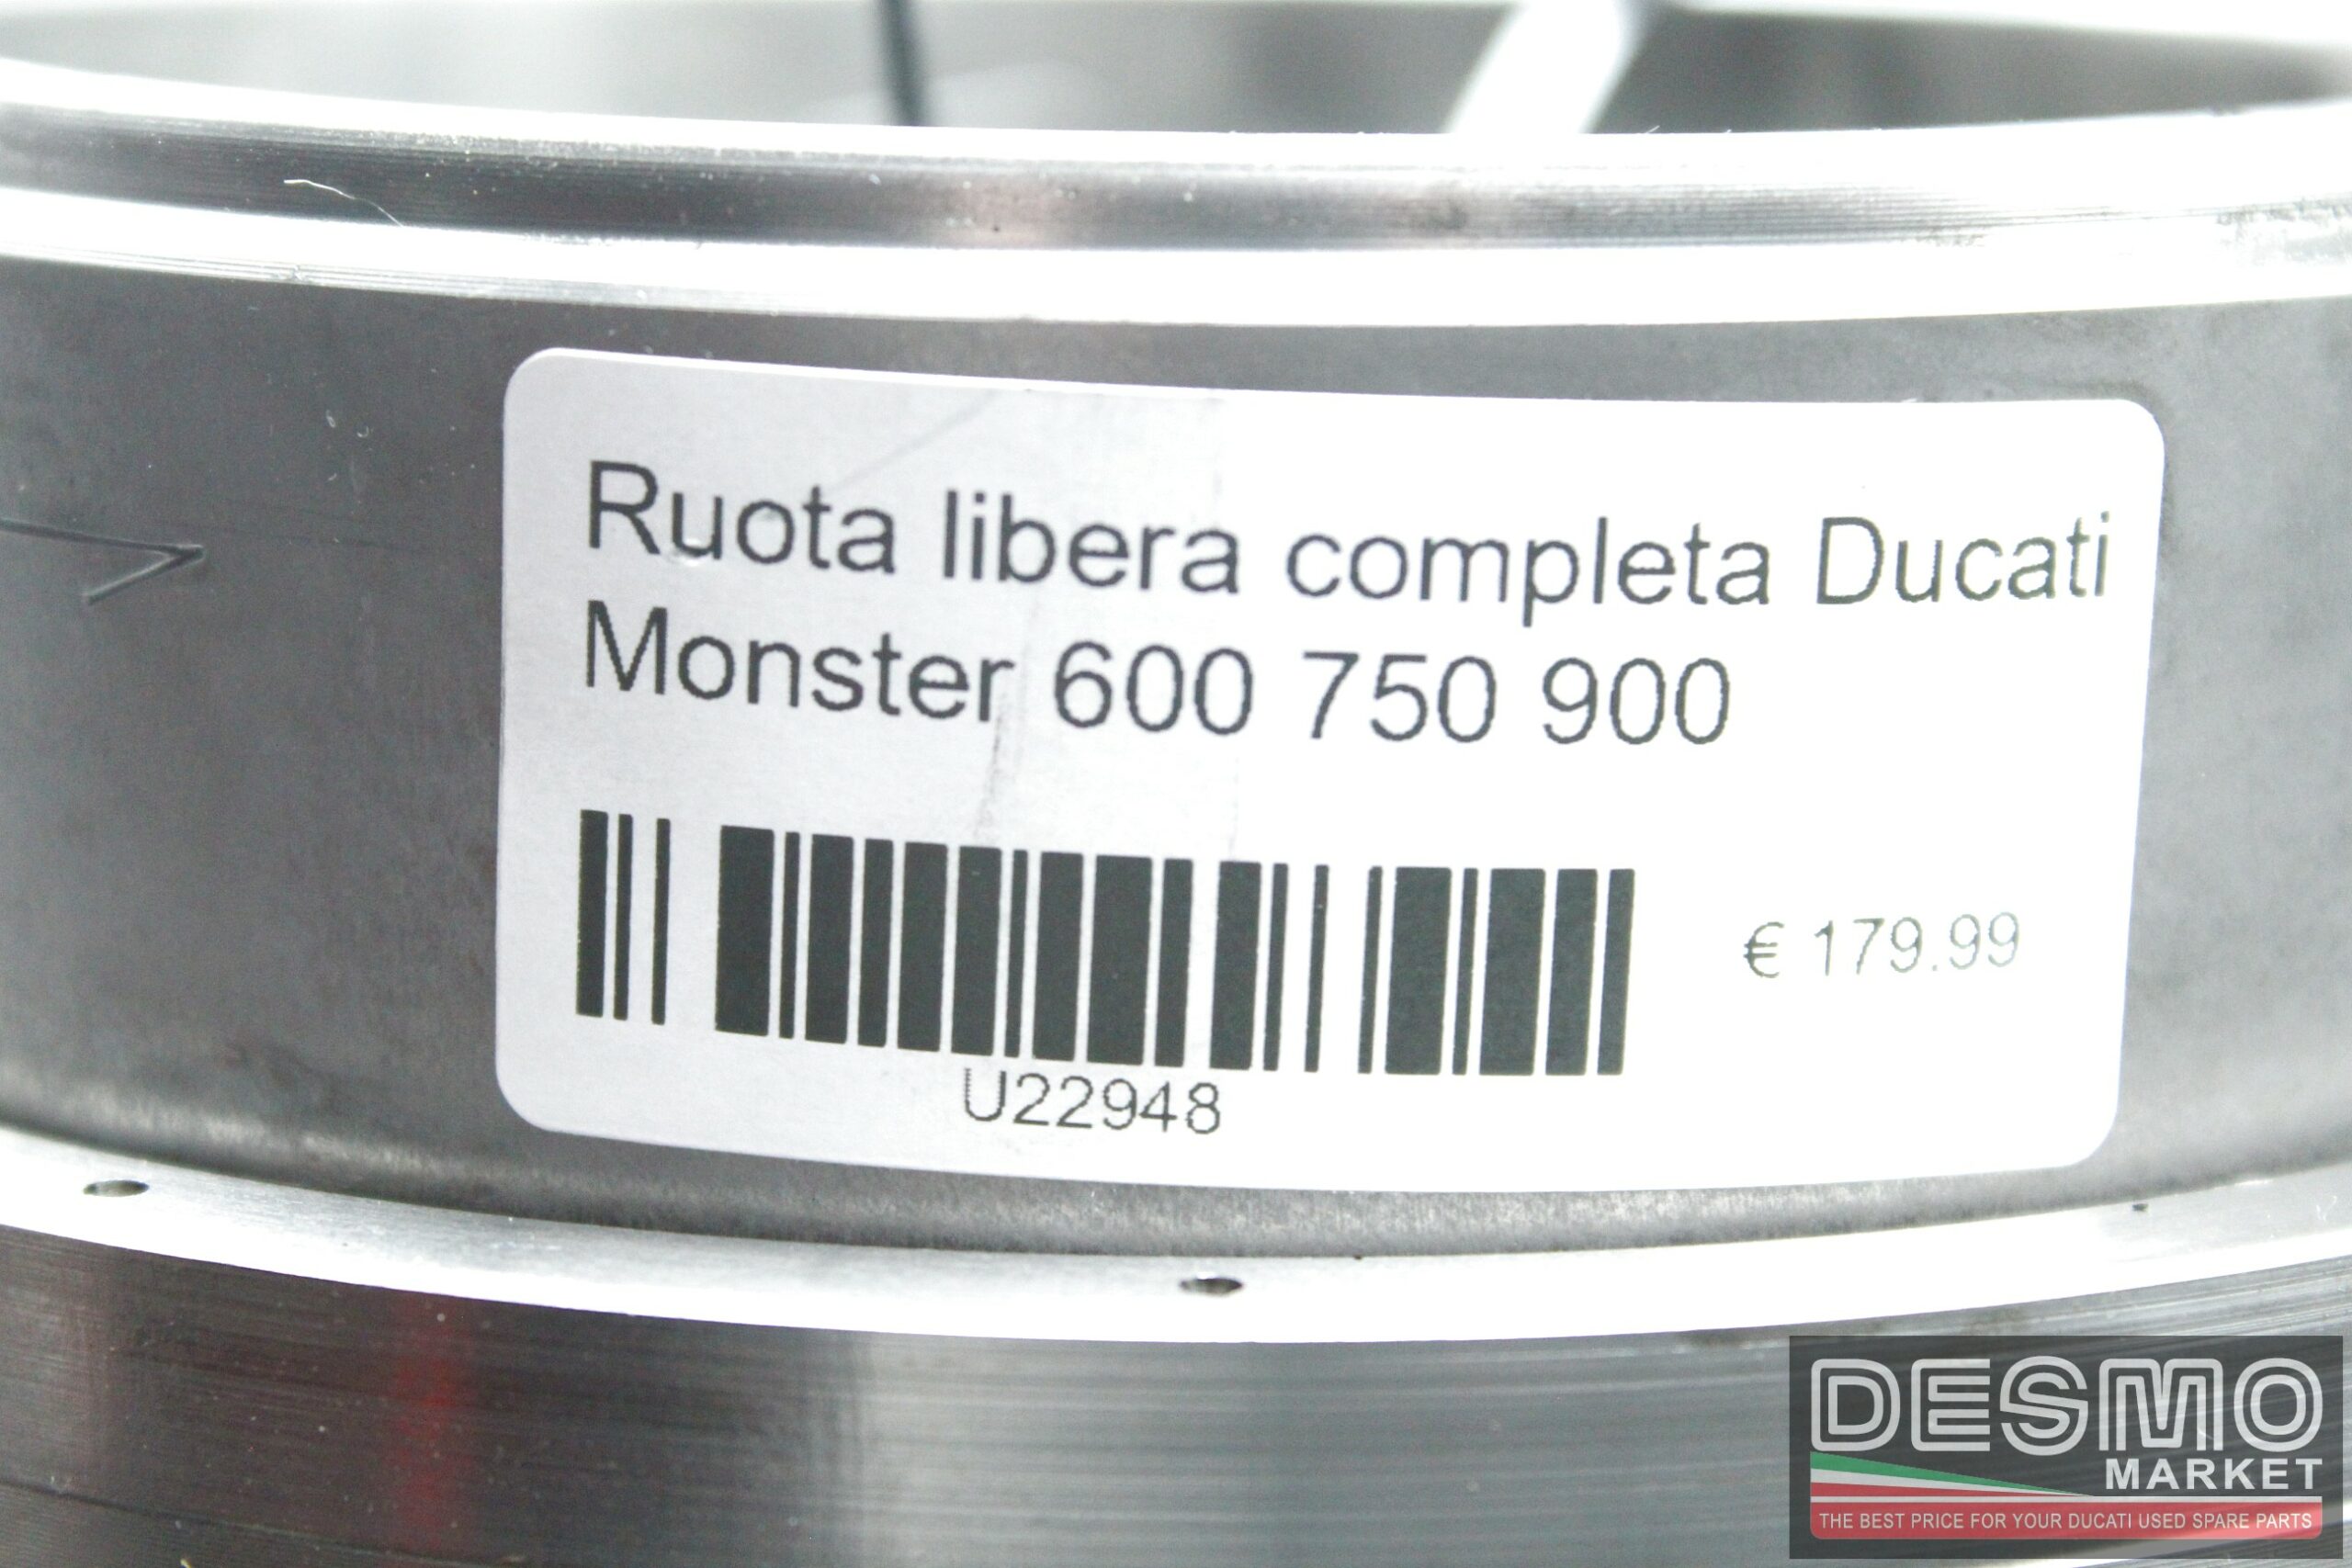 Ruota libera completa Ducati
Monster 600 750 900
€ 179.99
U22948
DESMO
MARKET
THE BEST PRICE FOR YOUR DUCATI USED SPARE PARTS